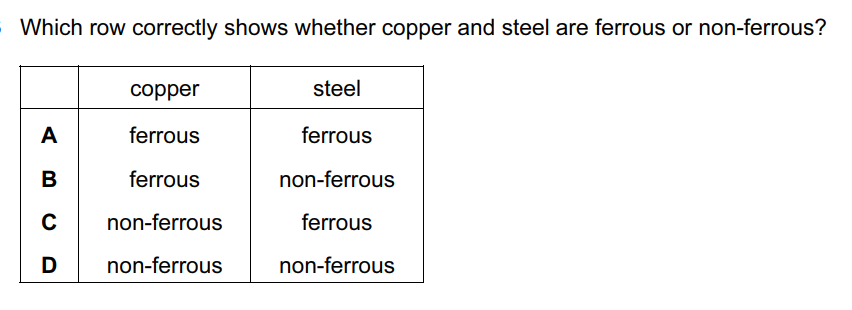 Which row correctly shows whether copper and steel are ferrous or non-ferrous?
copper steel
A ferrous ferrous
B ferrous non-ferrous
C non-ferrous ferrous
D non-ferrous non-ferrous